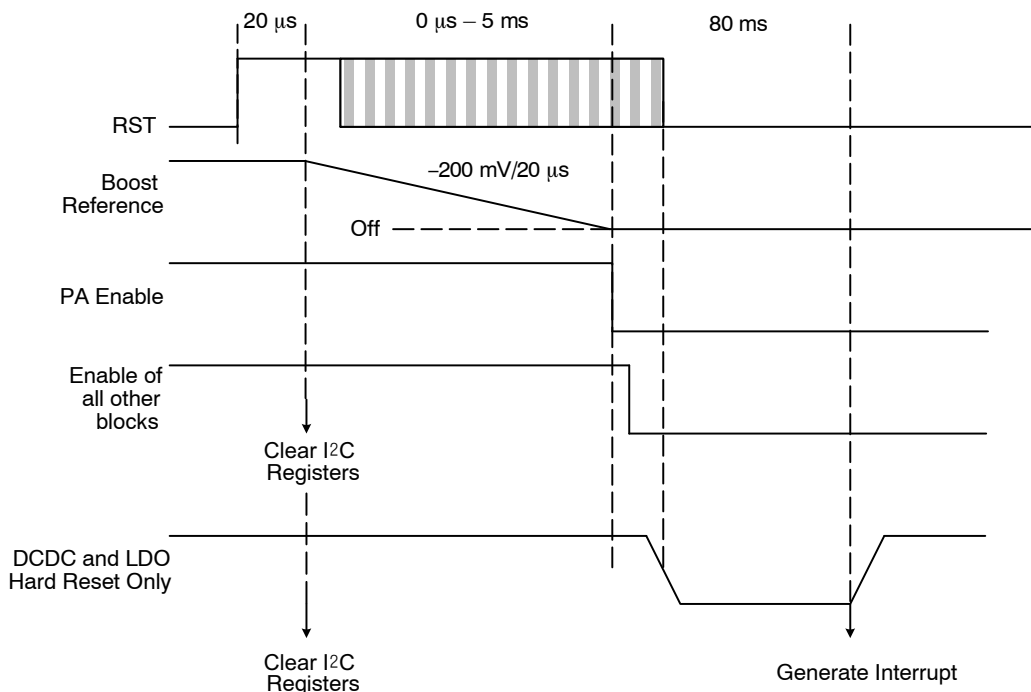 20 μs
0 μs – 5 ms
80 ms
RST
Boost
Reference
–200 mV/20 μs
Off
PA Enable
Enable of
all other
blocks
Clear I2C
Registers
DCDC and LDO
Hard Reset Only
Clear I2C
Registers
Generate Interrupt